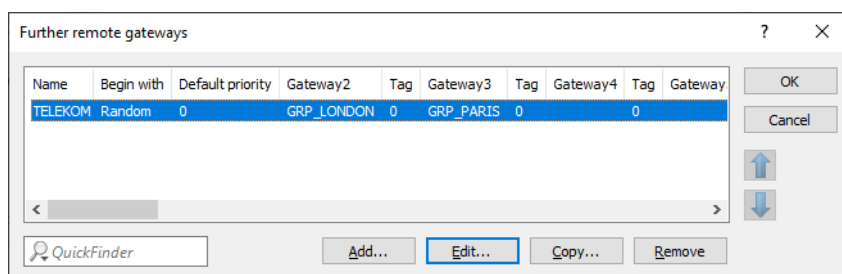 Further remote gateways ? X
Name Begin with Default priority Gateway2 Tag Gateway3 Tag Gateway4 Tag Gateway
TELEKOM Random 0 GRP_LONDON 0 GRP_PARIS 0 0
OK
Cancel
QuickFinder Add... Edit... Copy... Remove